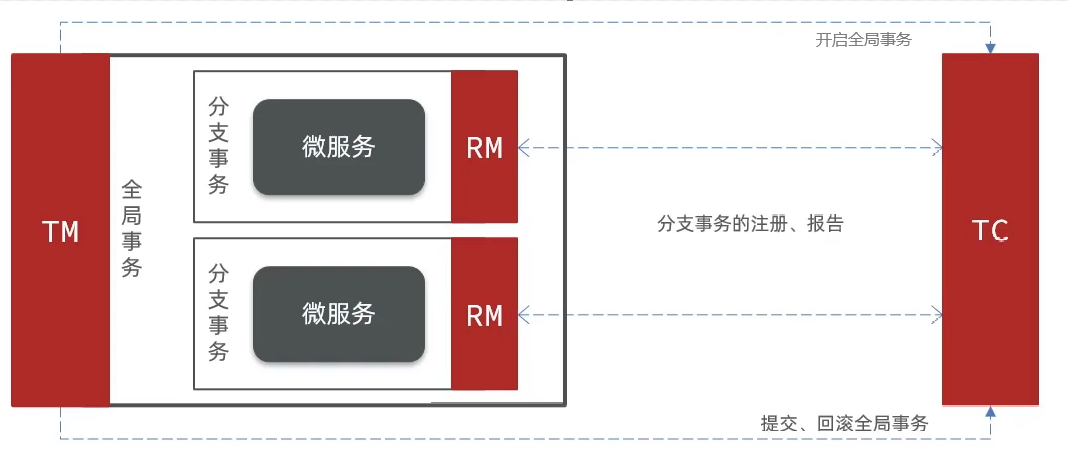 开启全局事务
TM
全局事务
分支事务
微服务
RM
分支事务的注册、报告
TC
分支事务
微服务
RM
提交、回滚全局事务